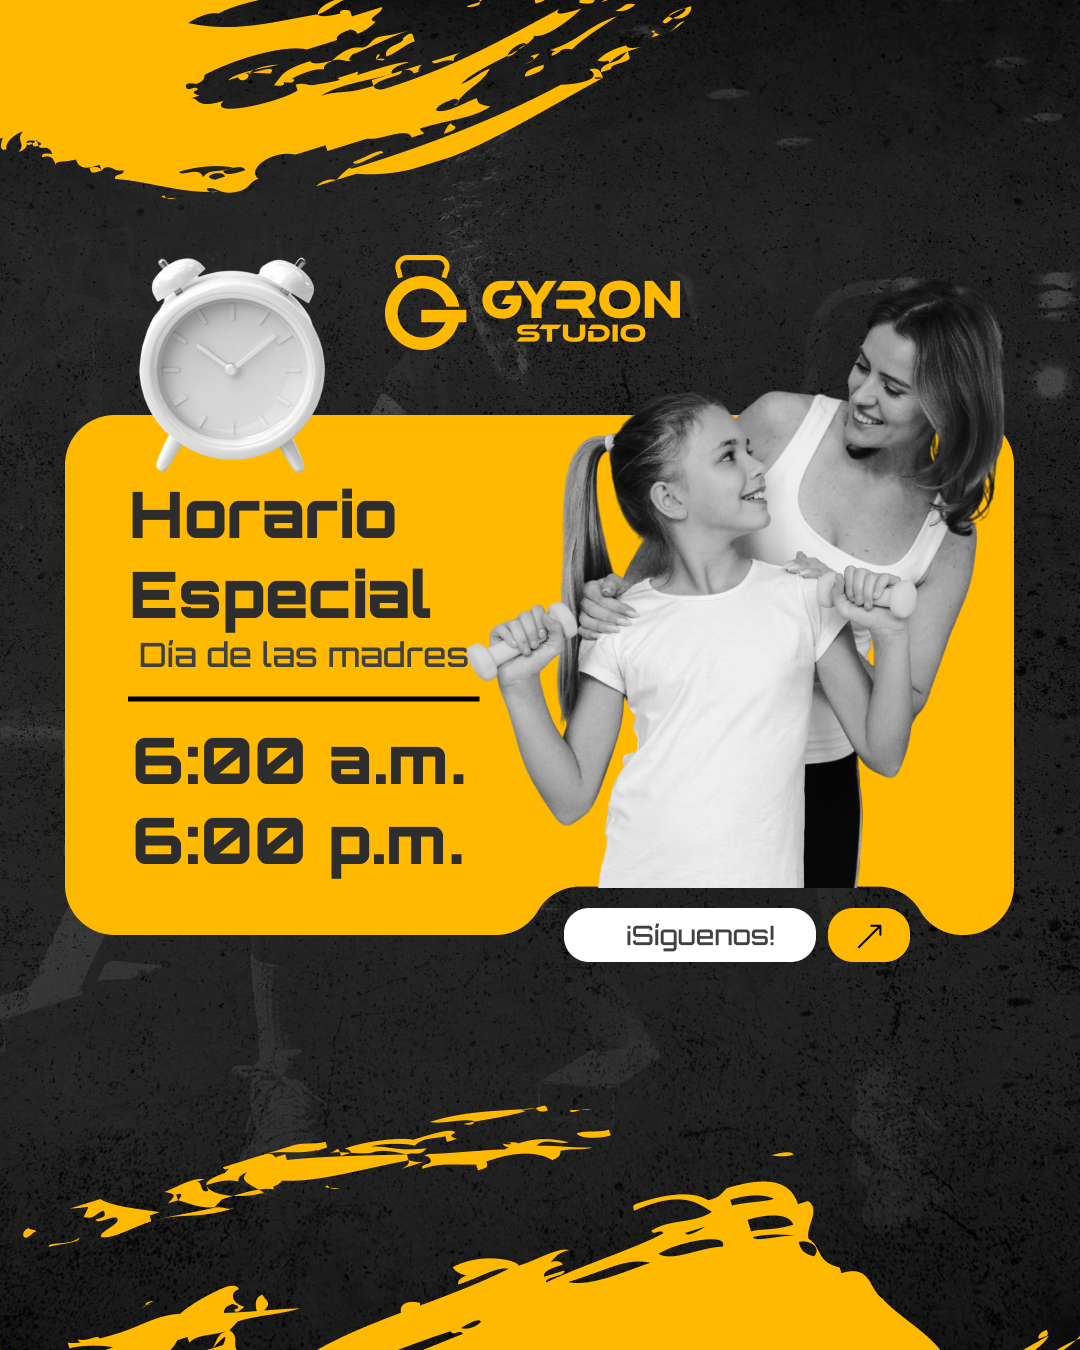 GYRON
STUDIO
Horario
Especial
Día de las madres
6:00 a.m.
6:00 p.m.
¡Síguenos!